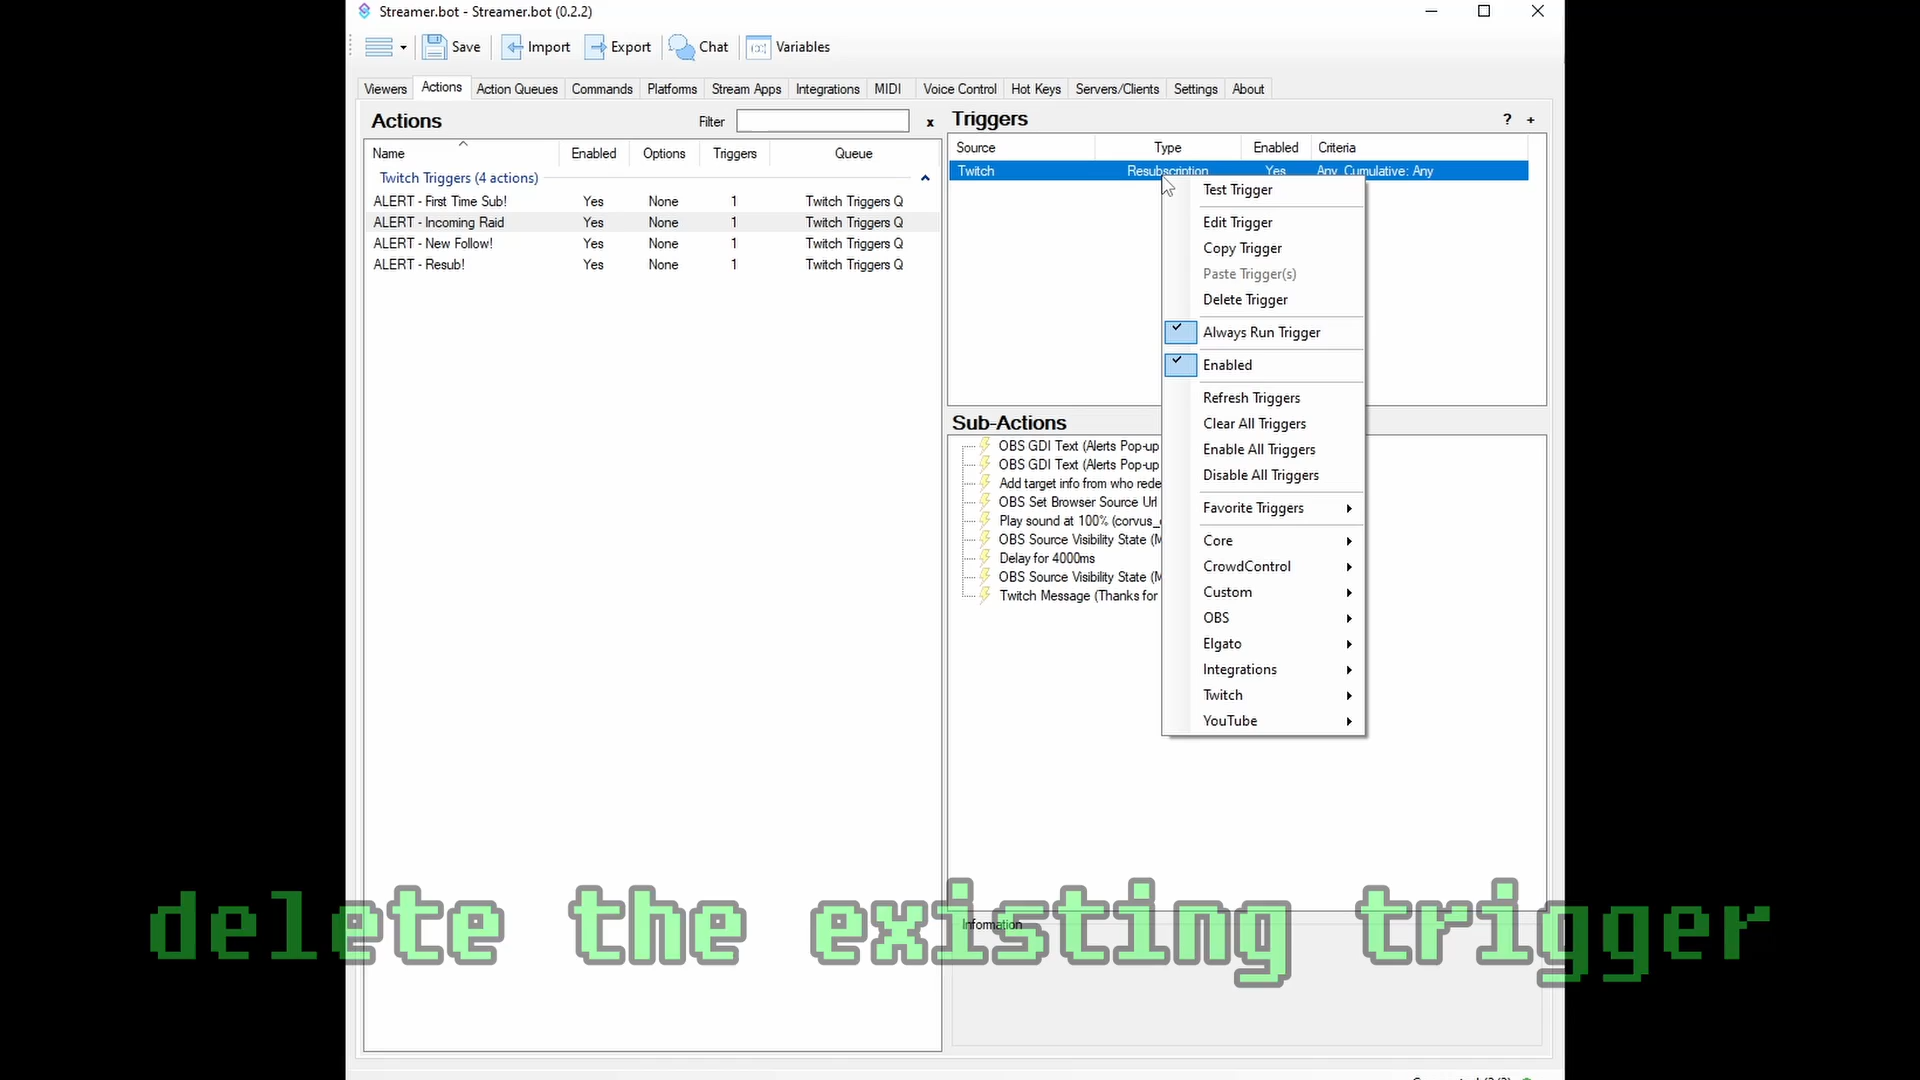 Streamer.bot - Streamer.bot (0.2.2)
Save Import Export Chat Variables
Viewers Actions Action Queues Commands Platforms Stream Apps Integrations MIDI Voice Control Hot Keys Servers/Clients Settings About
Actions Filter x
Name Enabled Options Triggers Queue
Twitch Triggers (4 actions)
ALERT - First Time Sub! Yes None 1 Twitch Triggers Q
ALERT - Incoming Raid Yes None 1 Twitch Triggers Q
ALERT - New Follow! Yes None 1 Twitch Triggers Q
ALERT - Resub! Yes None 1 Twitch Triggers Q
Triggers ? +
Source Type Enabled Criteria
Twitch Resubscription Yes Any, Cumulative: Any
Test Trigger
Edit Trigger
Copy Trigger
Paste Trigger(s)
Delete Trigger
Always Run Trigger
Enabled
Refresh Triggers
Clear All Triggers
Enable All Triggers
Disable All Triggers
Favorite Triggers
Core
CrowdControl
Custom
OBS
Elgato
Integrations
Twitch
YouTube
Sub-Actions
OBS GDI Text (Alerts Pop-up
OBS GDI Text (Alerts Pop-up
Add target info from who rede
OBS Set Browser Source Url
Play sound at 100% (corvus_
OBS Source Visibility State (M
Delay for 4000ms
OBS Source Visibility State (M
Twitch Message (Thanks for
Information
delete the existing trigger